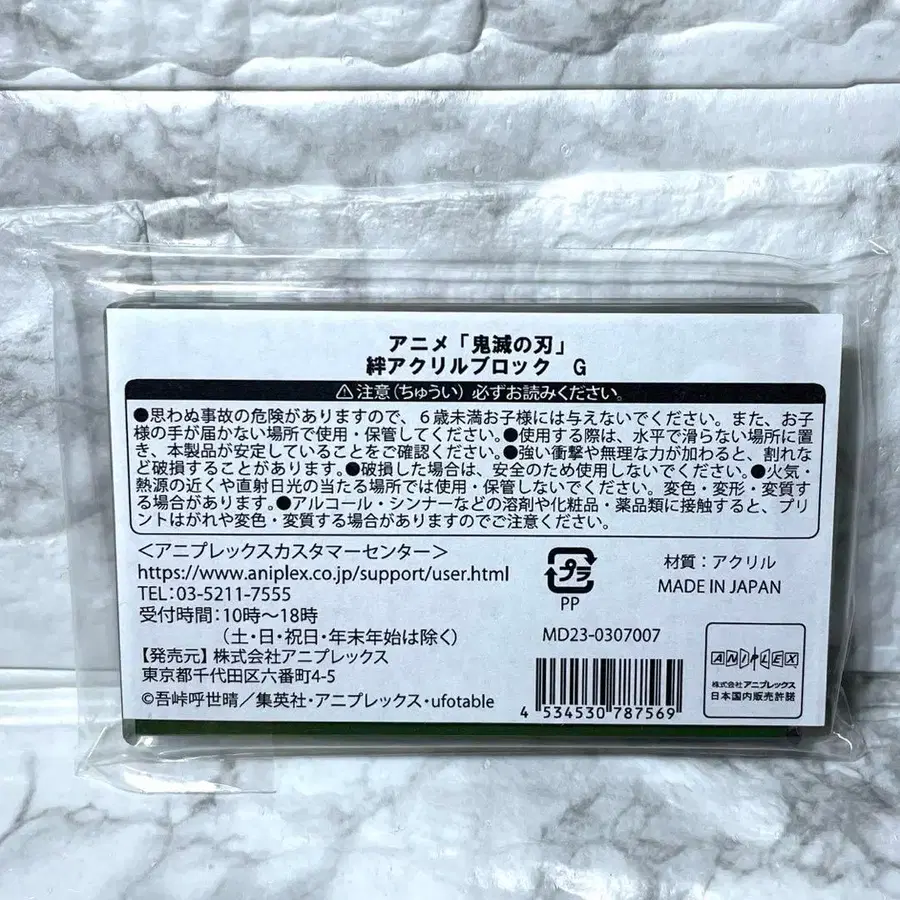 アニメ「鬼滅の刃」
絆アクリルブロック G
⚠注意(ちゅうい)必ずお読みください。
●思わぬ事故の危険がありますので、6歳未満お子様には与えないでください。また、お子
様の手が届かない場所で使用・保管してください。●使用する際は、水平で滑らない場所に置
き、本製品が安定していることをご確認ください。●強い衝撃や無理な力が加わると、割れな
ど破損することがあります。●破損した場合は、安全のため使用しないでください。●火気・
熱源の近くや直射日光の当たる場所では使用・保管しないでください。変色・変形・変質す
る場合があります。●アルコール・シンナーなどの溶剤や化粧品・薬品類に接触すると、プリ
ントはがれや変色・変質する場合がありますのでご注意ください。
<アニプレックスカスタマーセンター>
https://www.aniplex.co.jp/support/user.html
TEL:03-5211-7555
受付時間:10時~18時
(土・日・祝日・年末年始は除く)
【発売元】株式会社アニプレックス
東京都千代田区六番町4-5
©吾峠呼世晴/集英社・アニプレックス・ufotable
プラ
PP
材質:アクリル
MADE IN JAPAN
MD23-0307007
4 534530 787569
ANIPLEX
株式会社アニプレックス
日本国内販売許諾